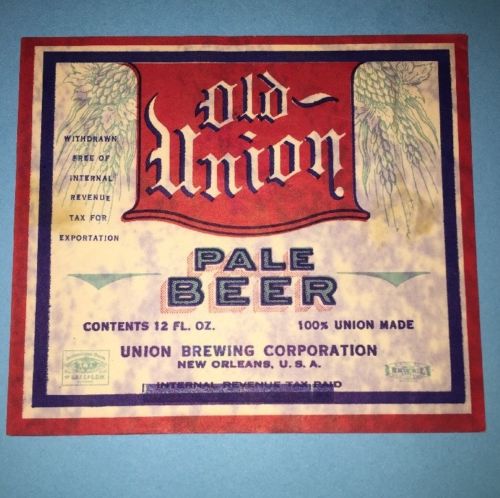 Old
Union
WITHDRAWN
FREE OF
INTERNAL
REVENUE
TAX FOR
EXPORTATION
PALE
BEER
CONTENTS 12 FL. OZ.
100% UNION MADE
UNION BREWING CORPORATION
NEW ORLEANS, U. S. A.
INTERNAL REVENUE TAX PAID